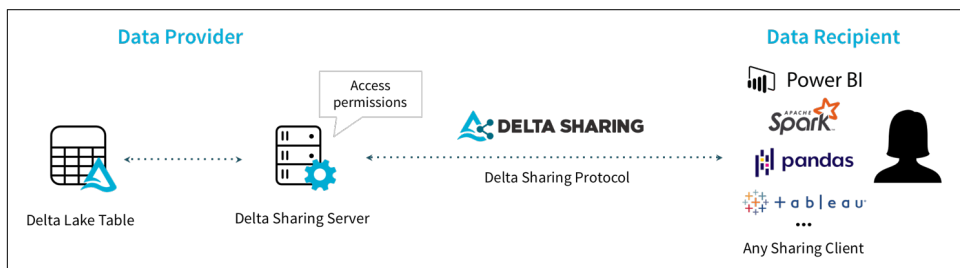 Data Provider
Data Recipient
Access
permissions
Power BI
APACHE
Spark
DELTA SHARING
pandas
Delta Sharing Protocol
+ a b l e a u
Delta Lake Table
Delta Sharing Server
...
Any Sharing Client